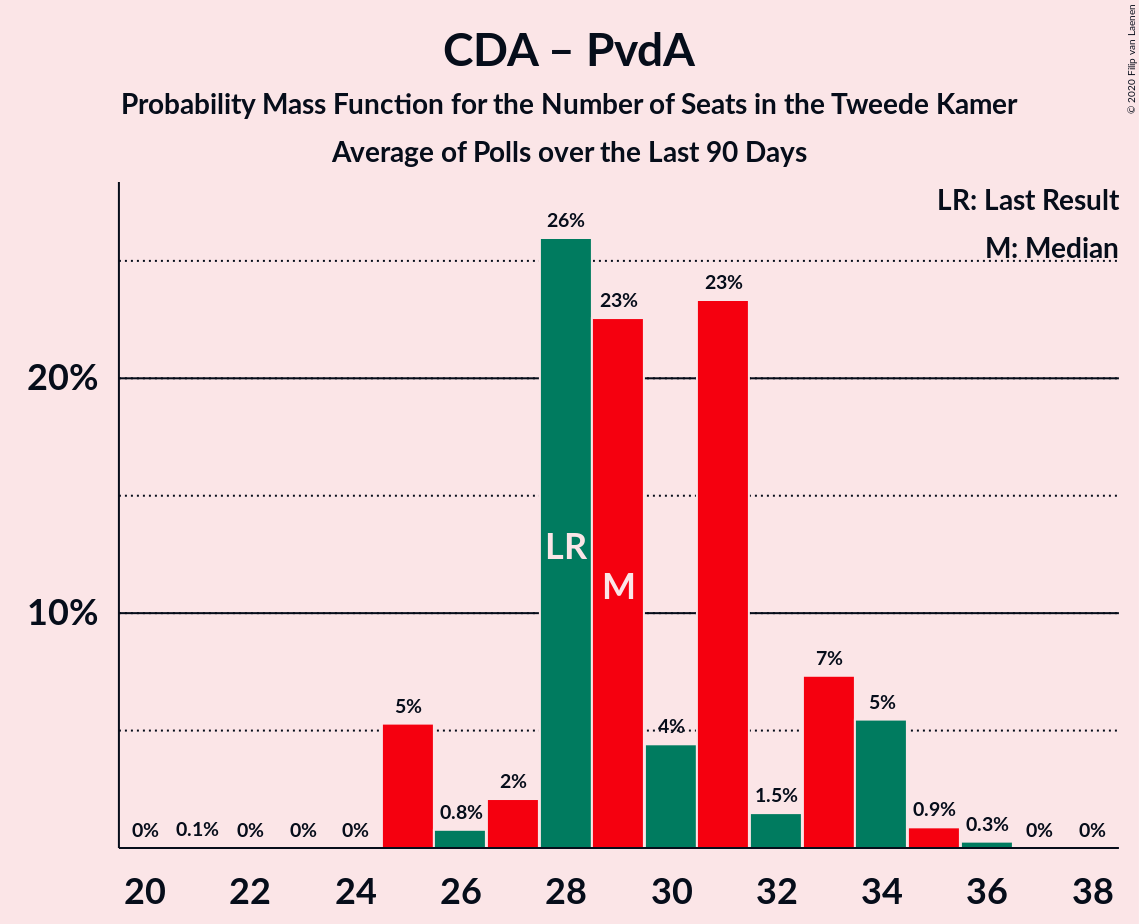 CDA – PvdA
Probability Mass Function for the Number of Seats in the Tweede Kamer
Average of Polls over the Last 90 Days
© 2020 Filip van Laenen
LR: Last Result
M: Median
26%
23%
23%
20%
LR
M
10%
7%
5%
5%
4%
2%
1.5%
0.8%
0.9%
0.3%
0%
0.1%
0%
0%
0%
0%
0%
20 22 24 26 28 30 32 34 36 38